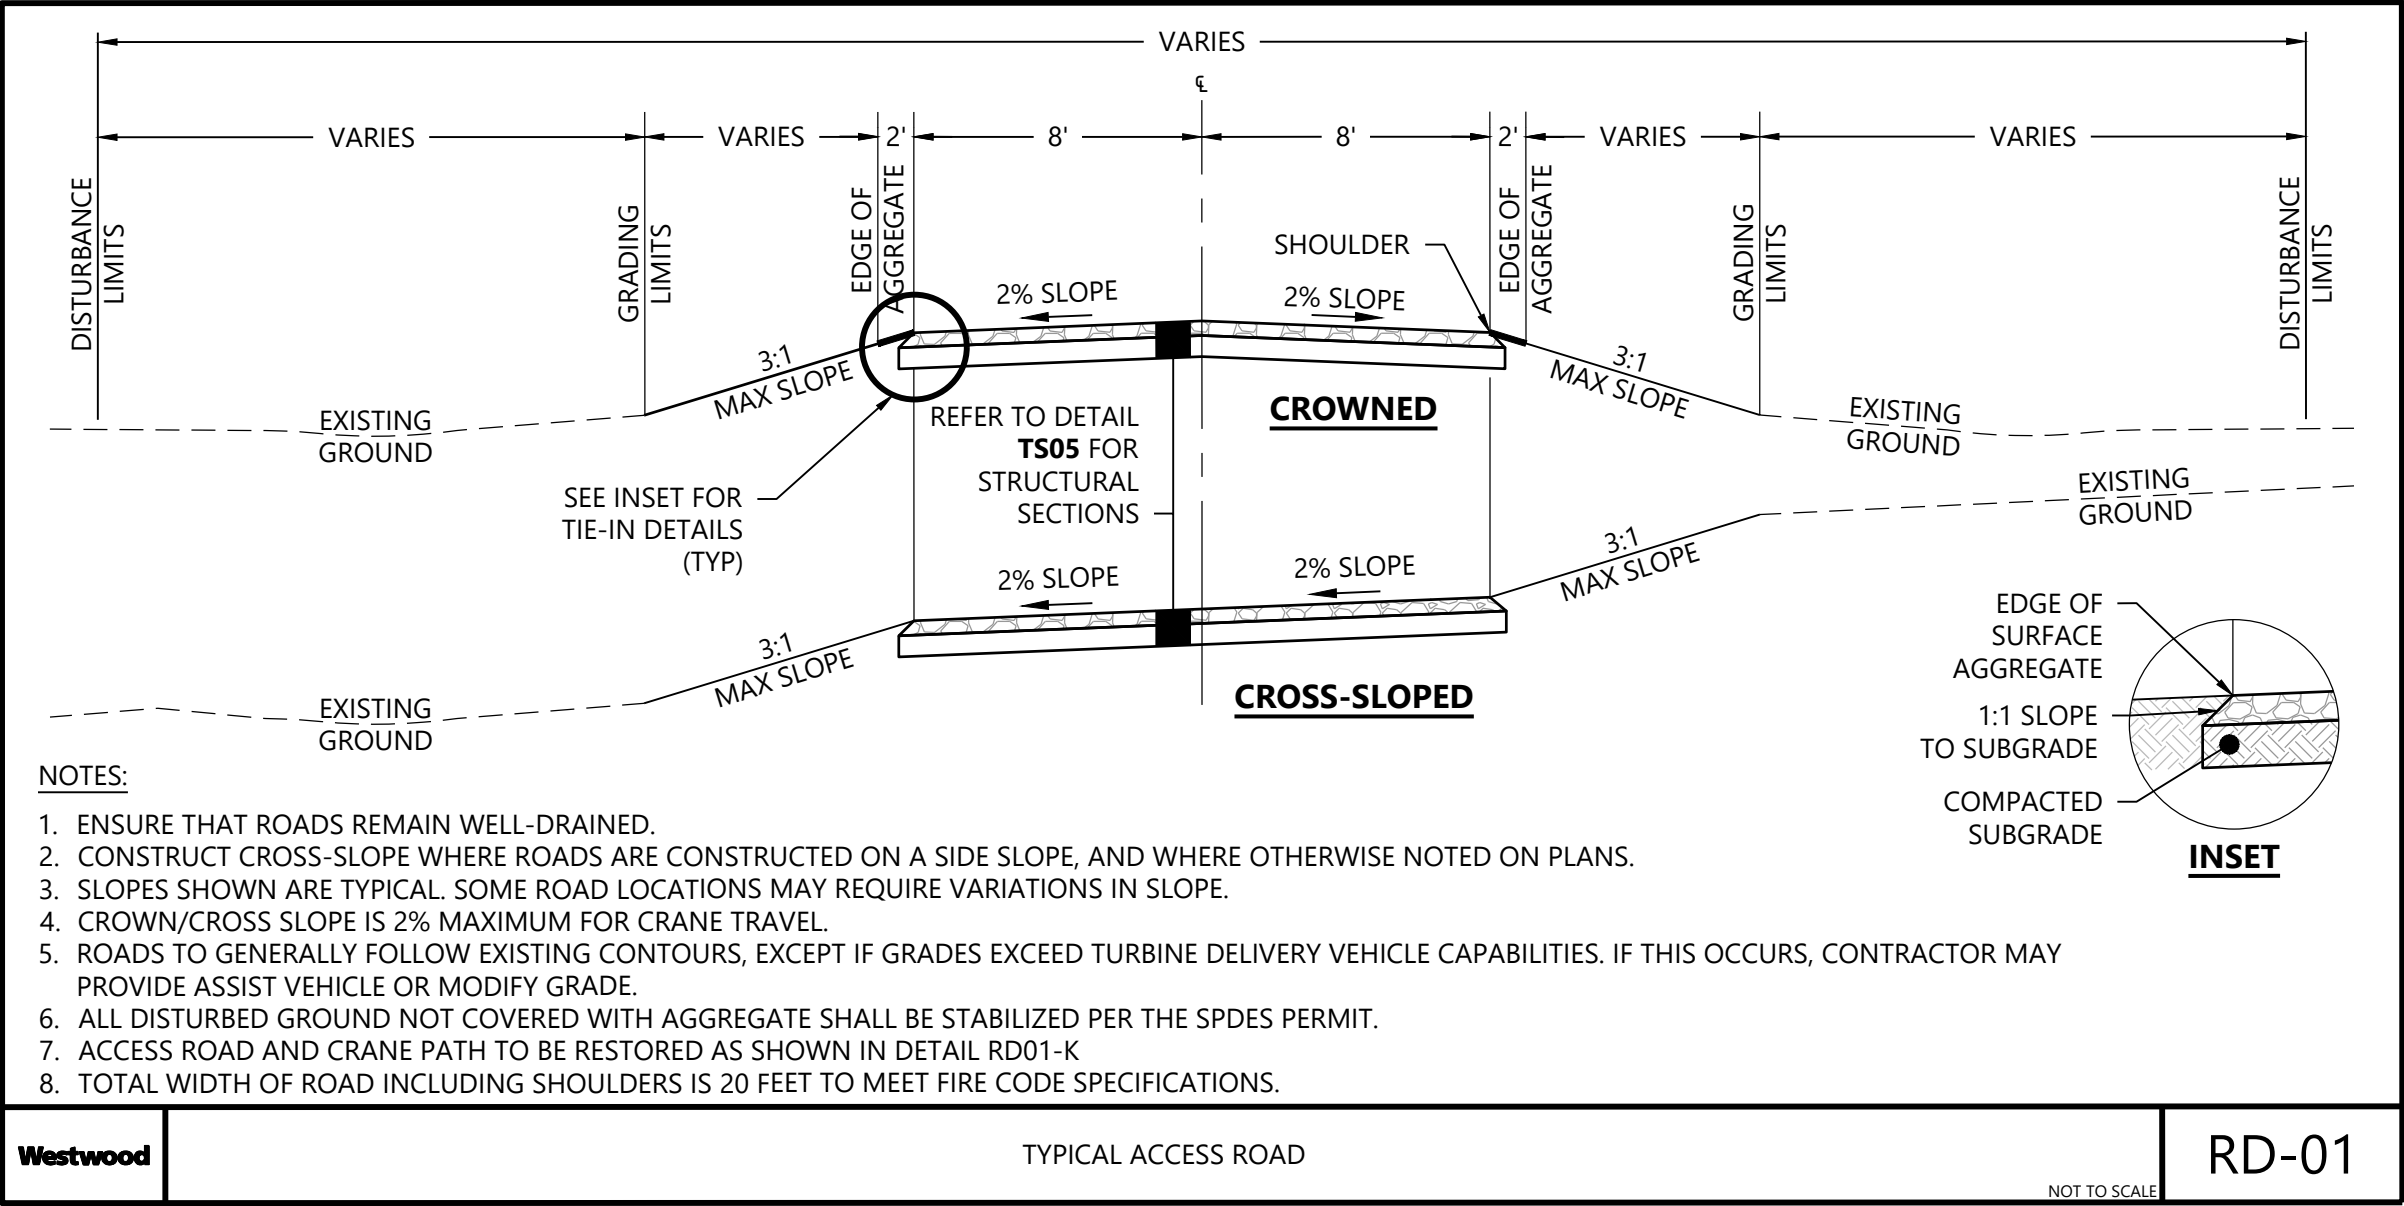 VARIES
℄
VARIES
VARIES
2'
8'
8'
2'
VARIES
VARIES
DISTURBANCE
LIMITS
GRADING
LIMITS
EDGE OF
AGGREGATE
EDGE OF
AGGREGATE
GRADING
LIMITS
DISTURBANCE
LIMITS
SHOULDER
2% SLOPE
2% SLOPE
3:1
MAX SLOPE
3:1
MAX SLOPE
EXISTING
GROUND
REFER TO DETAIL
TS05 FOR
STRUCTURAL
SECTIONS
CROWNED
EXISTING
GROUND
SEE INSET FOR
TIE-IN DETAILS
(TYP)
EXISTING
GROUND
3:1
MAX SLOPE
2% SLOPE
2% SLOPE
3:1
MAX SLOPE
CROSS-SLOPED
EXISTING
GROUND
EDGE OF
SURFACE
AGGREGATE
1:1 SLOPE
TO SUBGRADE
COMPACTED
SUBGRADE
INSET
NOTES:
1. ENSURE THAT ROADS REMAIN WELL-DRAINED.
2. CONSTRUCT CROSS-SLOPE WHERE ROADS ARE CONSTRUCTED ON A SIDE SLOPE, AND WHERE OTHERWISE NOTED ON PLANS.
3. SLOPES SHOWN ARE TYPICAL. SOME ROAD LOCATIONS MAY REQUIRE VARIATIONS IN SLOPE.
4. CROWN/CROSS SLOPE IS 2% MAXIMUM FOR CRANE TRAVEL.
5. ROADS TO GENERALLY FOLLOW EXISTING CONTOURS, EXCEPT IF GRADES EXCEED TURBINE DELIVERY VEHICLE CAPABILITIES. IF THIS OCCURS, CONTRACTOR MAY
PROVIDE ASSIST VEHICLE OR MODIFY GRADE.
6. ALL DISTURBED GROUND NOT COVERED WITH AGGREGATE SHALL BE STABILIZED PER THE SPDES PERMIT.
7. ACCESS ROAD AND CRANE PATH TO BE RESTORED AS SHOWN IN DETAIL RD01-K
8. TOTAL WIDTH OF ROAD INCLUDING SHOULDERS IS 20 FEET TO MEET FIRE CODE SPECIFICATIONS.
Westwood
TYPICAL ACCESS ROAD
NOT TO SCALE
RD-01